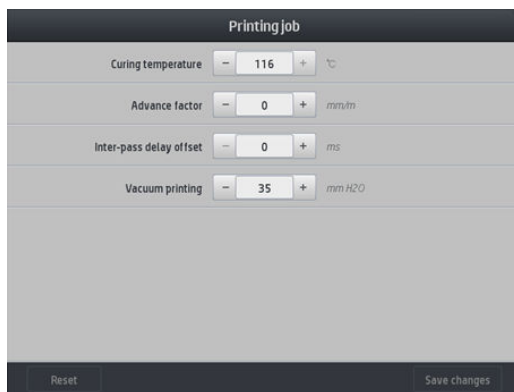 Printing job
Curing temperature - 116 + °C
Advance factor - 0 + mm/m
Inter-pass delay offset - 0 + ms
Vacuum printing - 35 + mm H2O
Reset Save changes